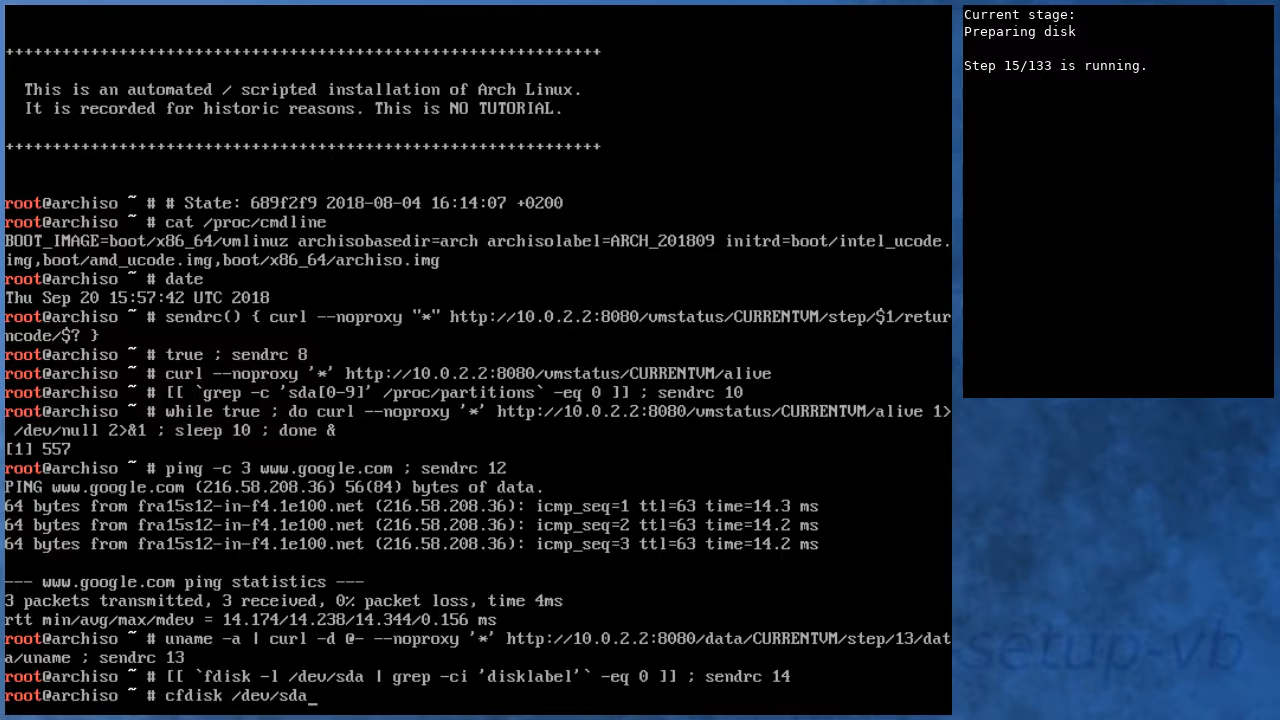 +++++++++++++++++++++++++++++++++++++++++++++++++++++++++++++++
This is an automated / scripted installation of Arch Linux.
It is recorded for historic reasons. This is NO TUTORIAL.
+++++++++++++++++++++++++++++++++++++++++++++++++++++++++++++++
root@archiso ~ # # State: 689f2f9 2018-08-04 16:14:07 +0200
root@archiso ~ # cat /proc/cmdline
BOOT_IMAGE=boot/x86_64/vmlinuz archisobasedir=arch archisolabel=ARCH_201809 initrd=boot/intel_ucode.
img,boot/amd_ucode.img,boot/x86_64/archiso.img
root@archiso ~ # date
Thu Sep 20 15:57:42 UTC 2018
root@archiso ~ # sendrc() { curl --noproxy "*" http://10.0.2.2:8080/vmstatus/CURRENTVM/step/$1/retur
ncode/$? }
root@archiso ~ # true ; sendrc 8
root@archiso ~ # curl --noproxy '*' http://10.0.2.2:8080/vmstatus/CURRENTVM/alive
root@archiso ~ # [[ `grep -c 'sda[0-9]' /proc/partitions` -eq 0 ]] ; sendrc 10
root@archiso ~ # while true ; do curl --noproxy '*' http://10.0.2.2:8080/vmstatus/CURRENTVM/alive 1>
/dev/null 2>&1 ; sleep 10 ; done &
[1] 557
root@archiso ~ # ping -c 3 www.google.com ; sendrc 12
PING www.google.com (216.58.208.36) 56(84) bytes of data.
64 bytes from fra15s12-in-f4.1e100.net (216.58.208.36): icmp_seq=1 ttl=63 time=14.3 ms
64 bytes from fra15s12-in-f4.1e100.net (216.58.208.36): icmp_seq=2 ttl=63 time=14.2 ms
64 bytes from fra15s12-in-f4.1e100.net (216.58.208.36): icmp_seq=3 ttl=63 time=14.2 ms
--- www.google.com ping statistics ---
3 packets transmitted, 3 received, 0% packet loss, time 4ms
rtt min/avg/max/mdev = 14.174/14.238/14.344/0.156 ms
root@archiso ~ # uname -a | curl -d @- --noproxy '*' http://10.0.2.2:8080/data/CURRENTVM/step/13/dat
a/uname ; sendrc 13
root@archiso ~ # [[ `fdisk -l /dev/sda | grep -ci 'disklabel'` -eq 0 ]] ; sendrc 14
root@archiso ~ # cfdisk /dev/sda_
Current stage:
Preparing disk
Step 15/133 is running.
setup-vb